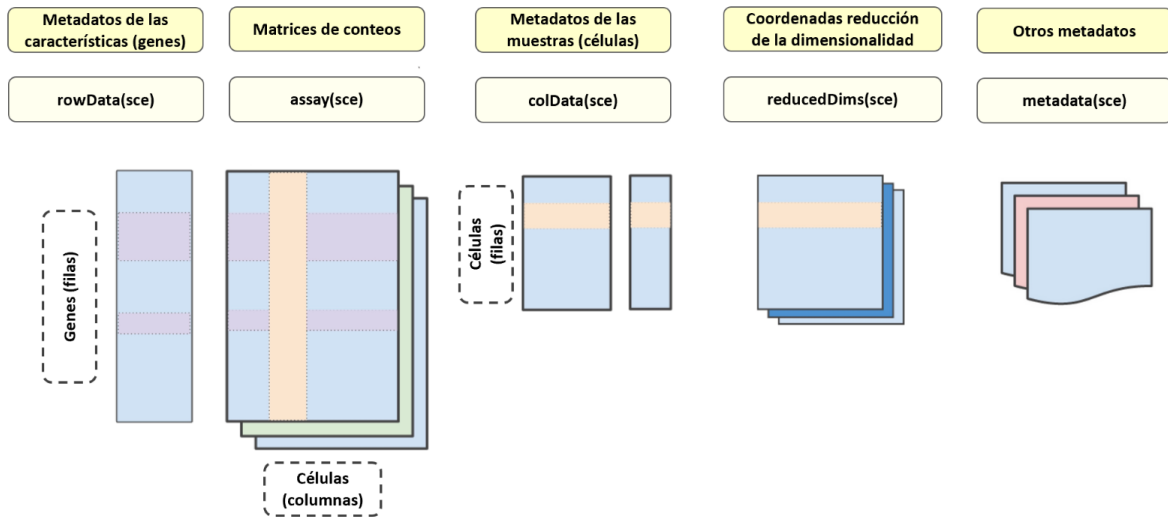 Metadatos de las
características (genes)
Matrices de conteos
Metadatos de las
muestras (células)
Coordenadas reducción
de la dimensionalidad
Otros metadatos
rowData(sce)
assay(sce)
colData(sce)
reducedDims(sce)
metadata(sce)
Genes (filas)
Células
(filas)
Células
(columnas)